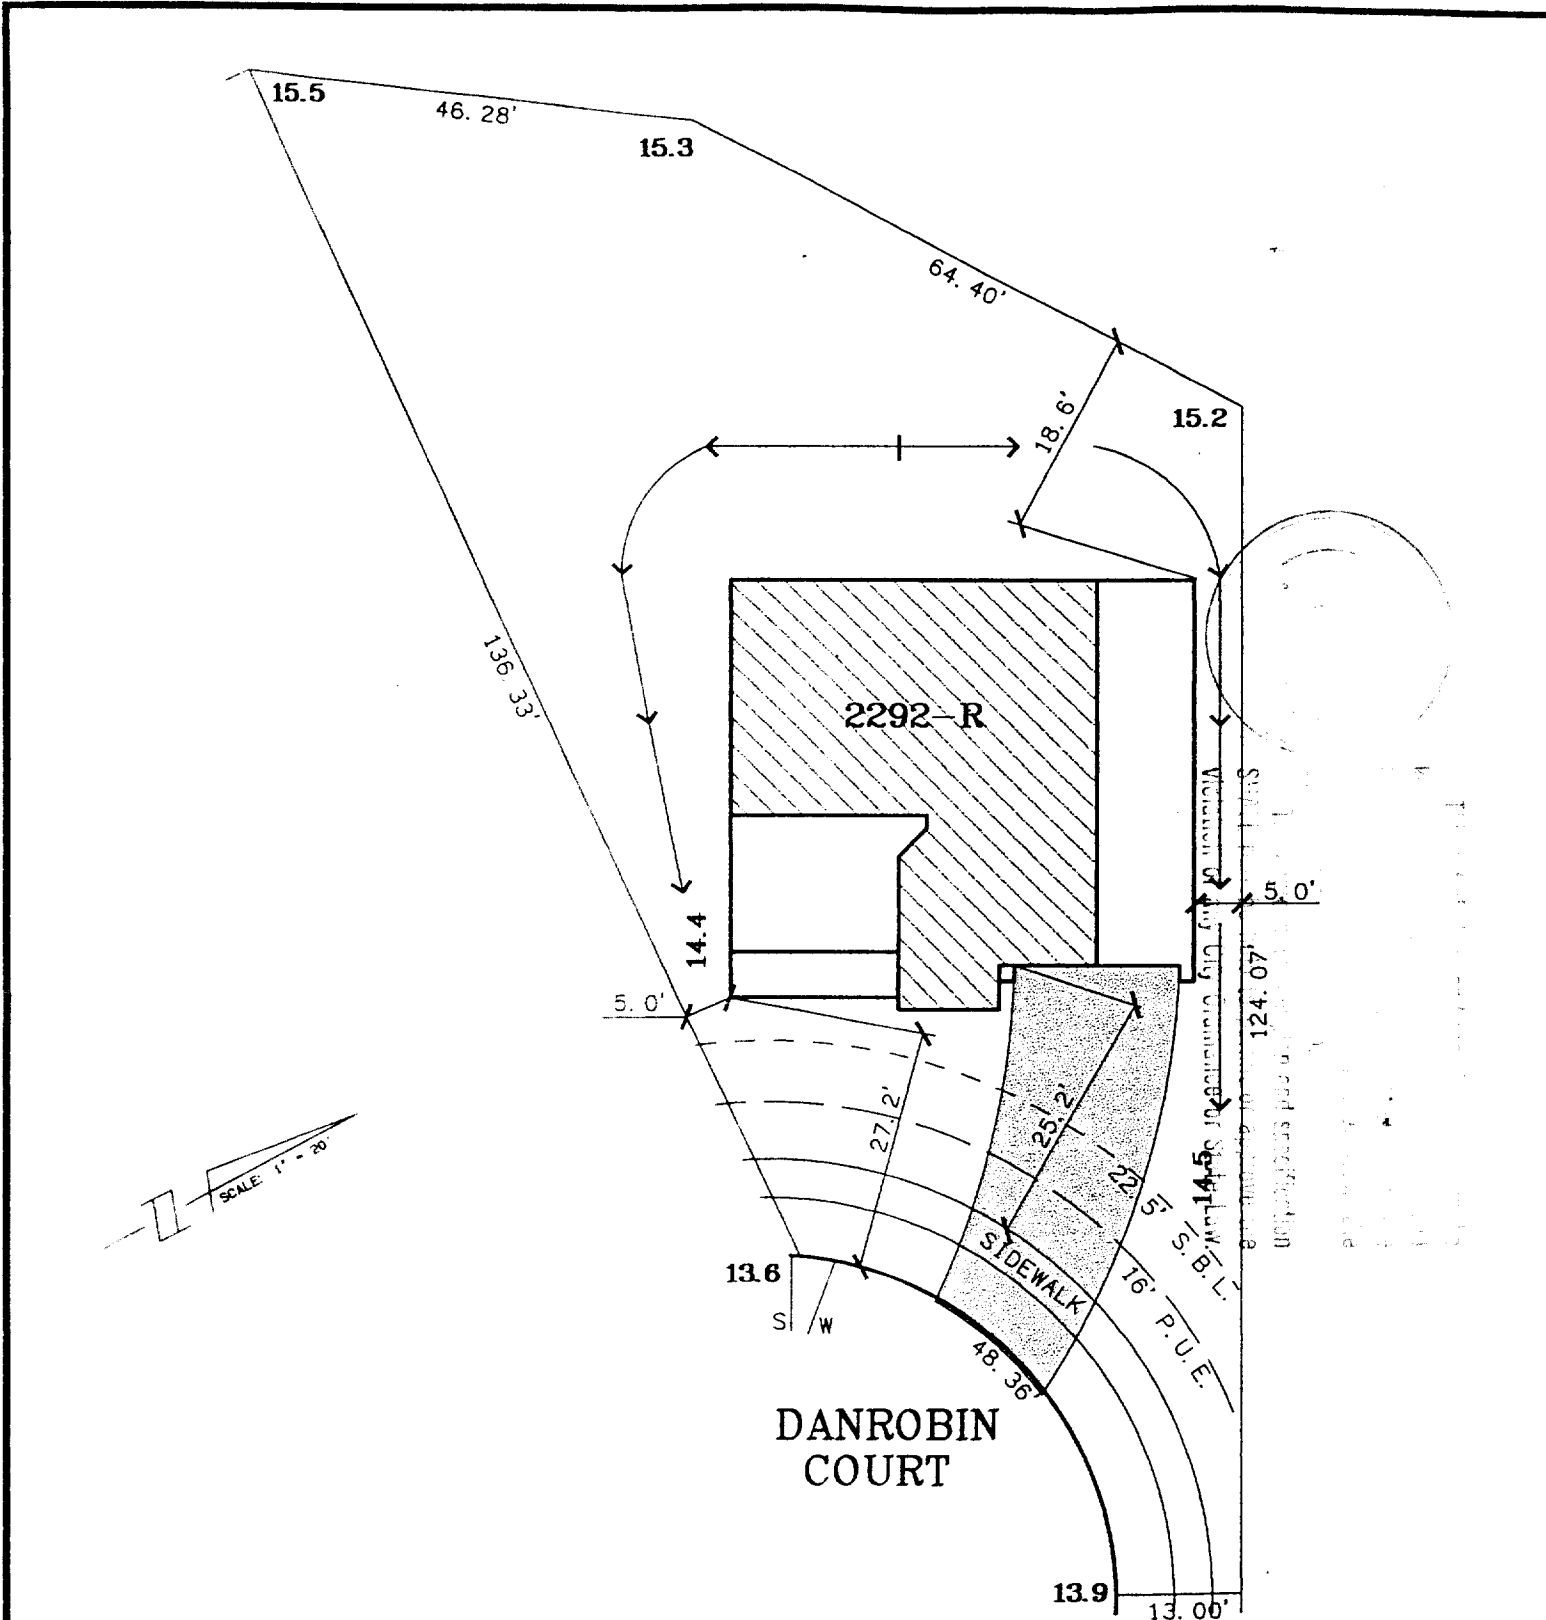 15.5
46.28'
15.3
64.40'
15.2
18.6'
136.33'
2292-R
14.4
5.0'
5.0'
124.07'
27.2'
25.2'
14.5
22.5' S.B.L.
16' P.U.E.
SIDEWALK
SCALE: 1" = 20'
13.6
S
W
48.36'
DANROBIN
COURT
13.9
13.00'